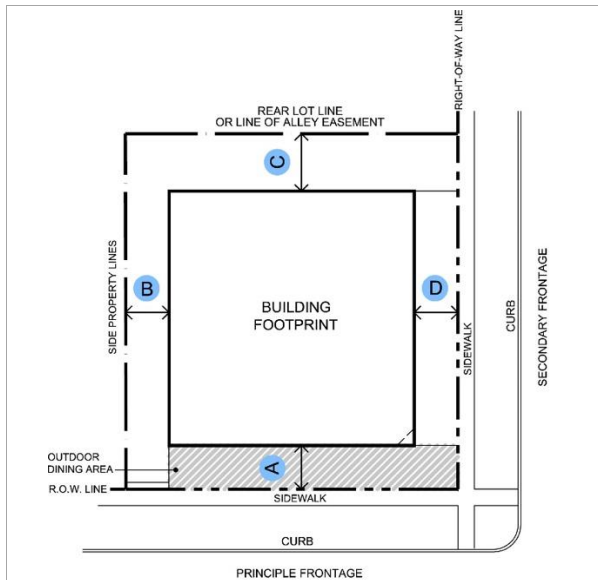 RIGHT-OF-WAY LINE
REAR LOT LINE
OR LINE OF ALLEY EASEMENT
C
SIDE PROPERTY LINES
B
BUILDING
FOOTPRINT
D
SIDEWALK
CURB
SECONDARY FRONTAGE
OUTDOOR
DINING AREA
A
R.O.W. LINE
SIDEWALK
CURB
PRINCIPLE FRONTAGE